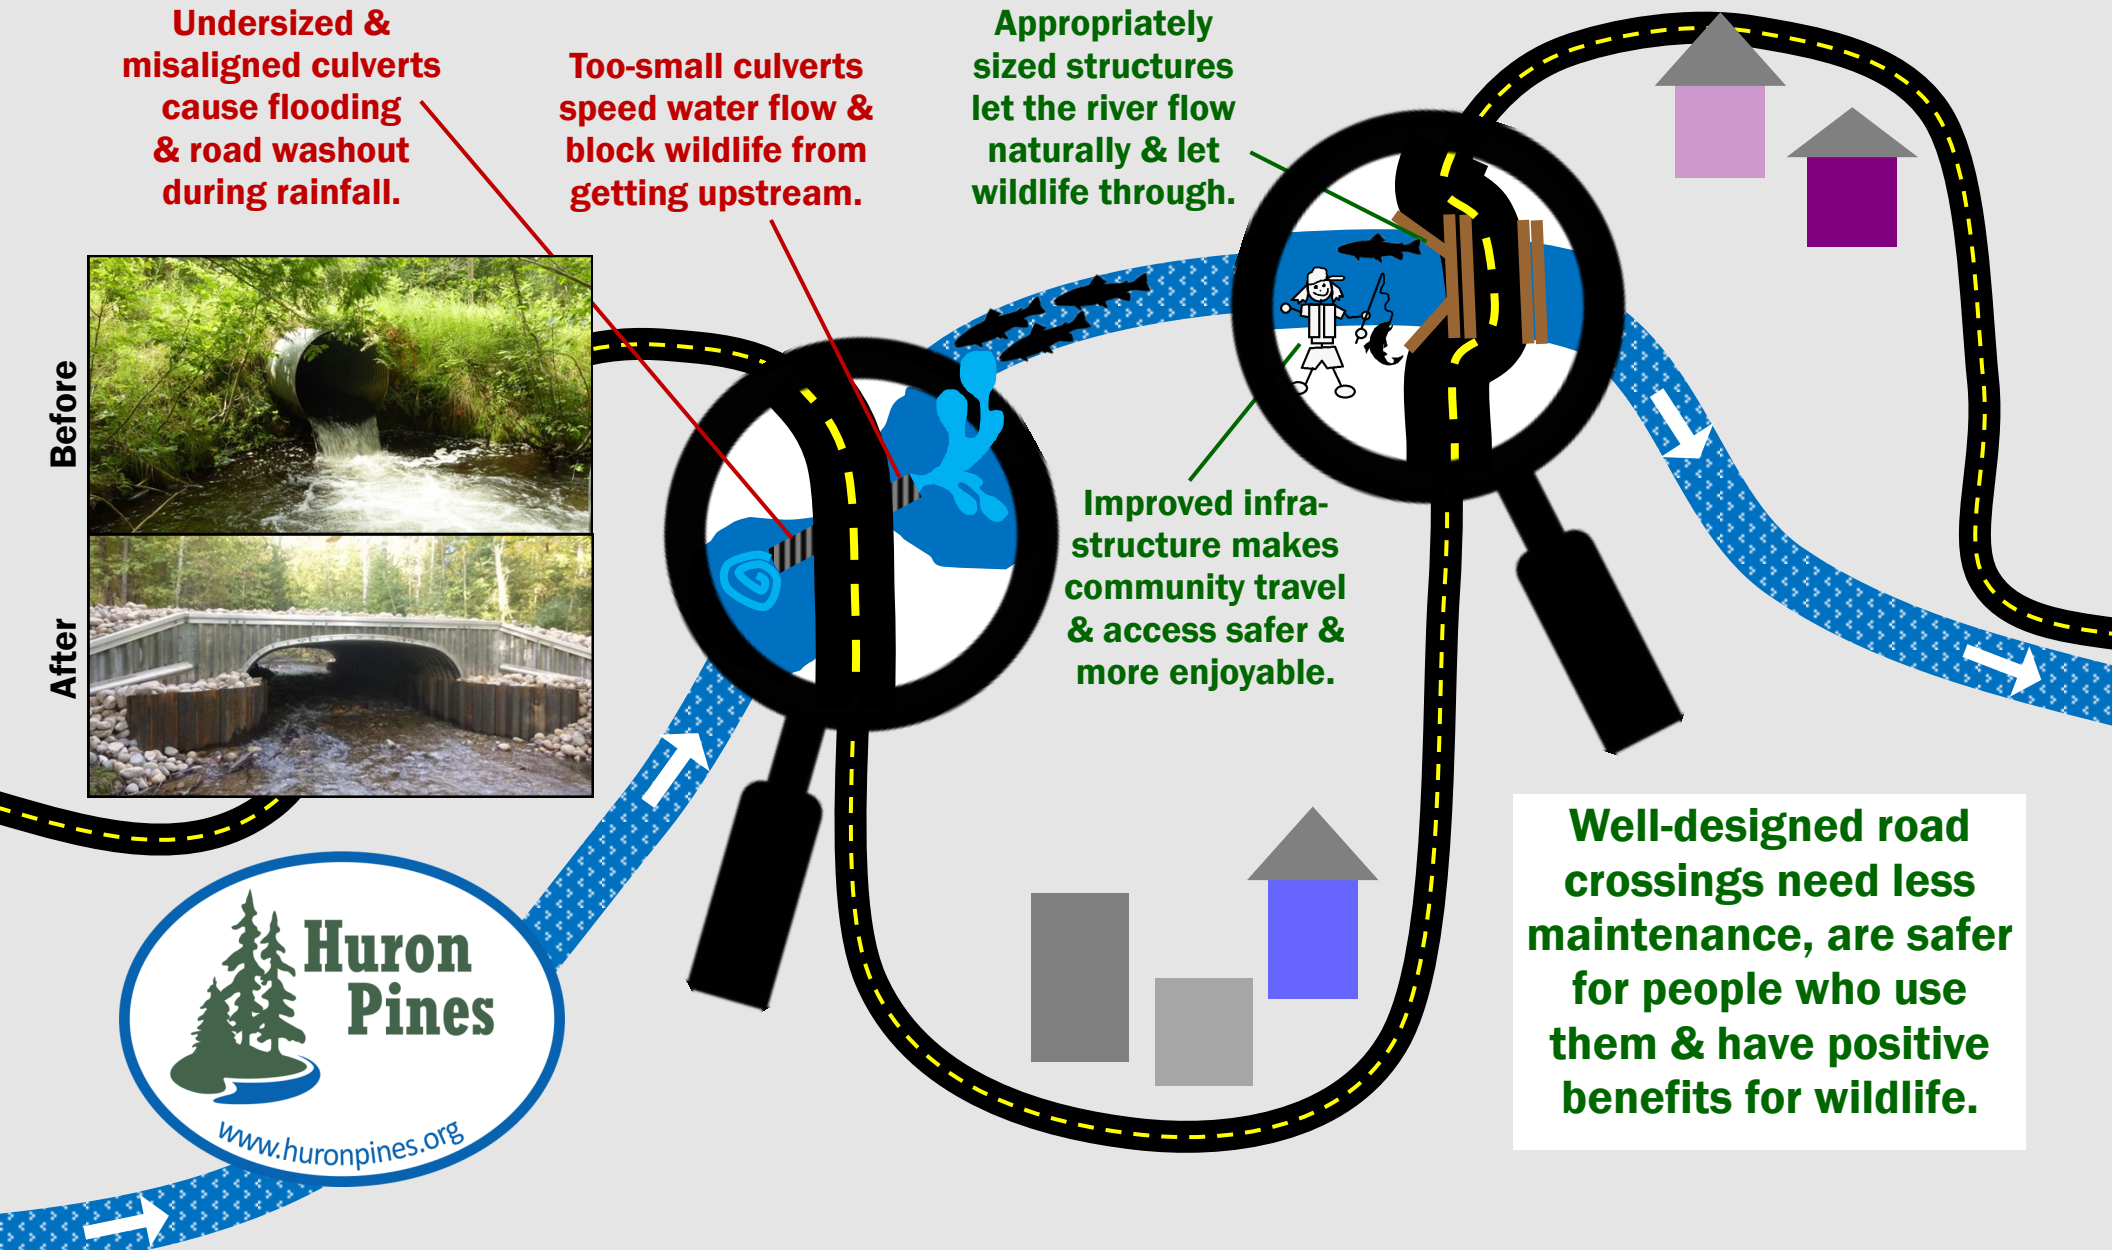 Undersized &
misaligned culverts
cause flooding
& road washout
during rainfall.
Too-small culverts
speed water flow &
block wildlife from
getting upstream.
Appropriately
sized structures
let the river flow
naturally & let
wildlife through.
Before
After
Improved infra-
structure makes
community travel
& access safer &
more enjoyable.
Well-designed road
crossings need less
maintenance, are safer
for people who use
them & have positive
benefits for wildlife.
Huron
Pines
www.huronpines.org